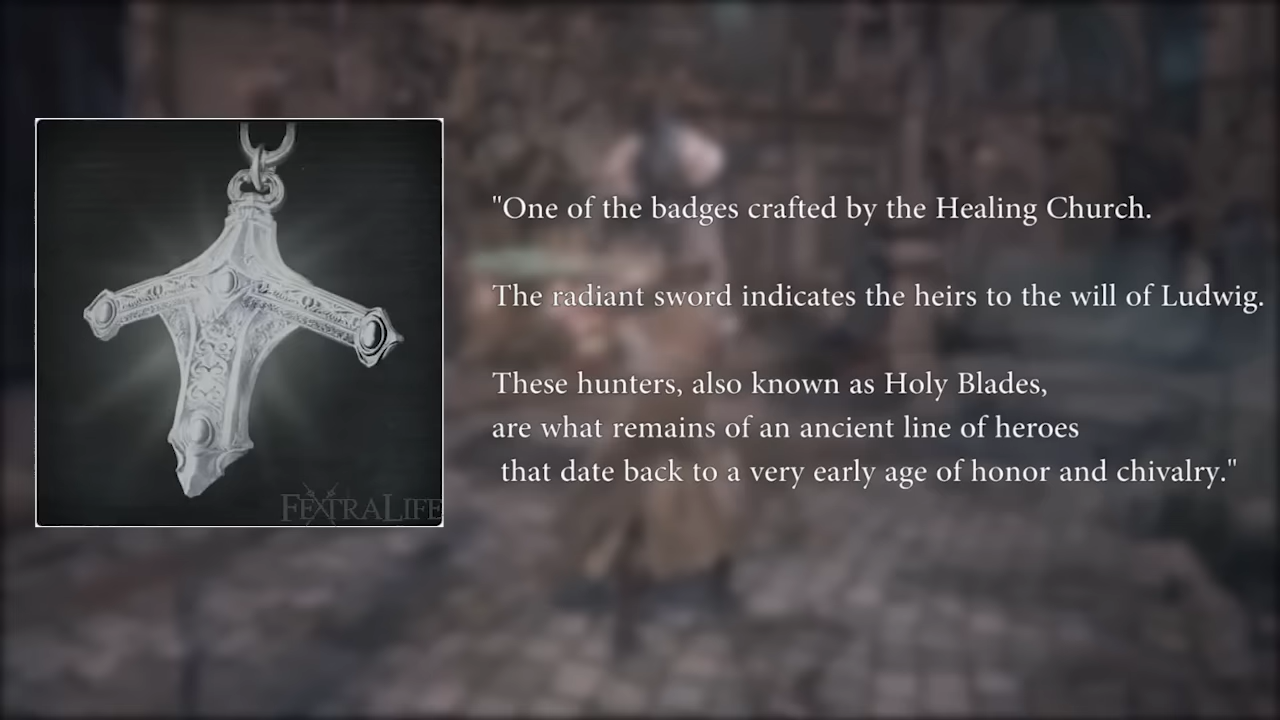 "One of the badges crafted by the Healing Church.
The radiant sword indicates the heirs to the will of Ludwig.
These hunters, also known as Holy Blades,
are what remains of an ancient line of heroes
that date back to a very early age of honor and chivalry."
FEXTRALIFE